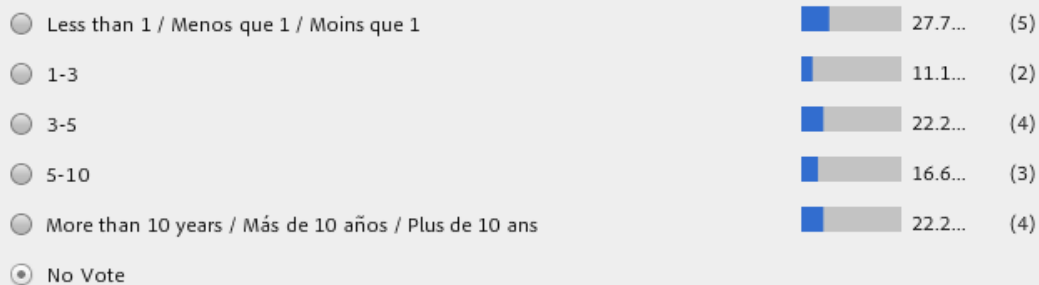 Less than 1 / Menos que 1 / Moins que 1 27.7... (5)
1-3 11.1... (2)
3-5 22.2... (4)
5-10 16.6... (3)
More than 10 years / Más de 10 años / Plus de 10 ans 22.2... (4)
No Vote